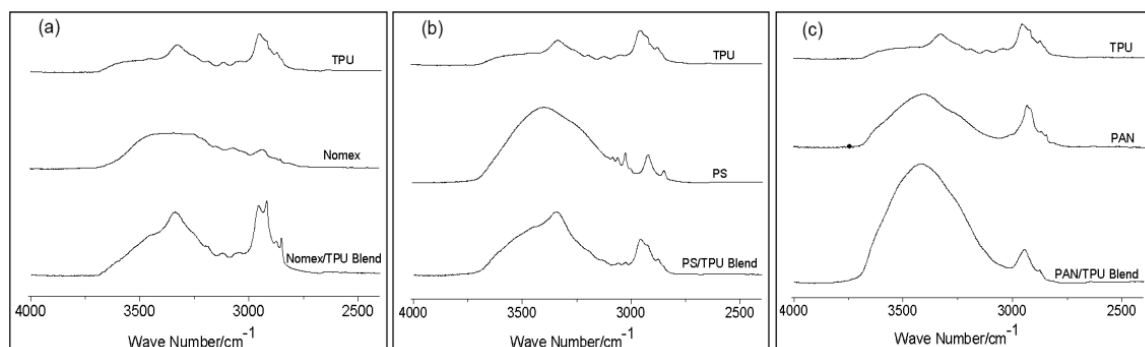 (a)
TPU
Nomex
Nomex/TPU Blend
4000 3500 3000 2500
Wave Number/cm⁻¹
(b)
TPU
PS
PS/TPU Blend
4000 3500 3000 2500
Wave Number/cm⁻¹
(c)
TPU
PAN
PAN/TPU Blend
4000 3500 3000 2500
Wave Number/cm⁻¹